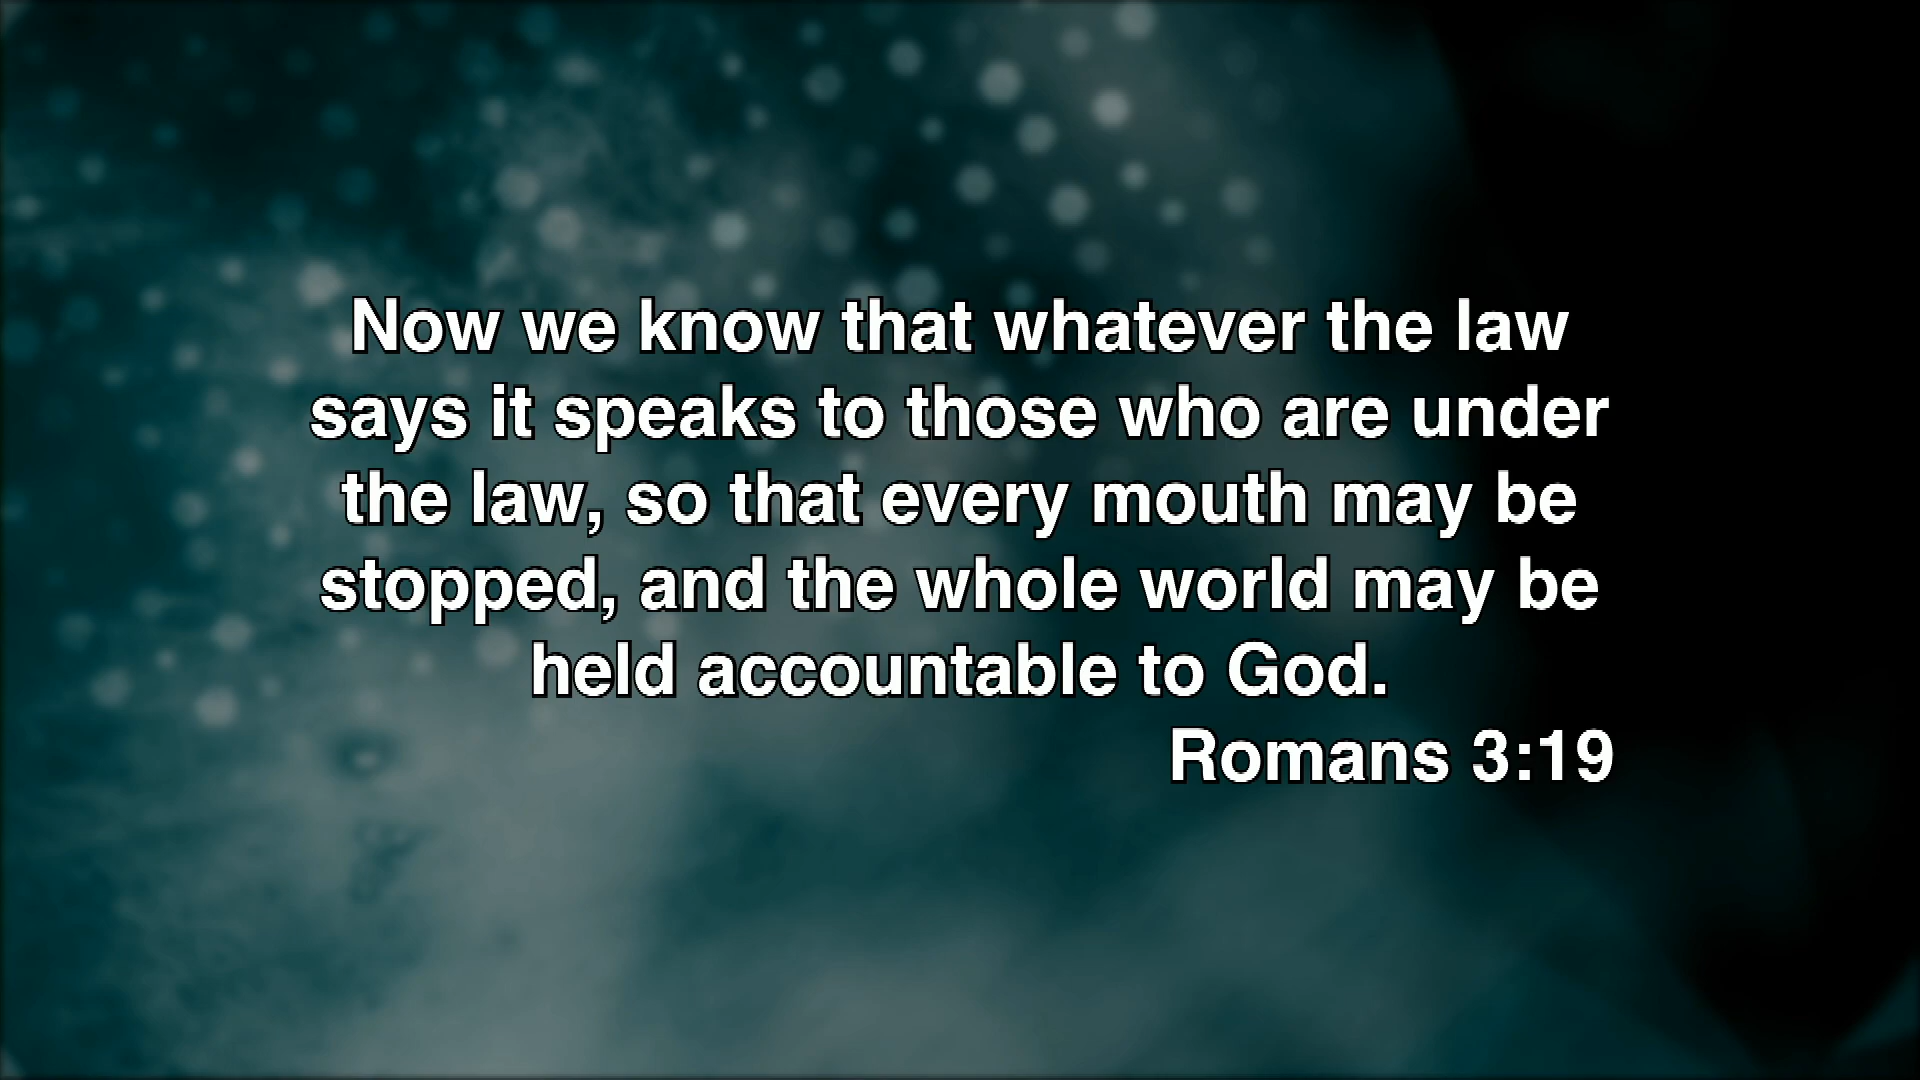 Now we know that whatever the law
says it speaks to those who are under
the law, so that every mouth may be
stopped, and the whole world may be
held accountable to God.
Romans 3:19